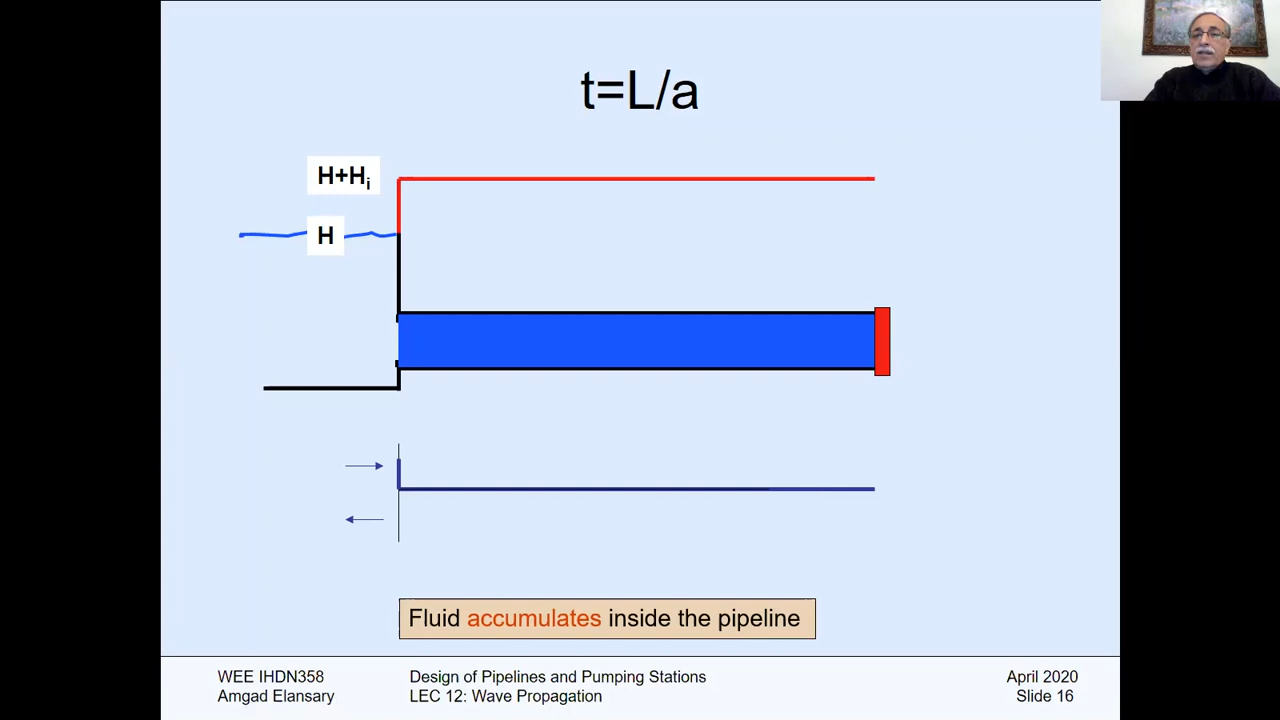 t=L/a
H+Hi
H
Fluid accumulates inside the pipeline
WEE IHDN358
Amgad Elansary
Design of Pipelines and Pumping Stations
LEC 12: Wave Propagation
April 2020
Slide 16